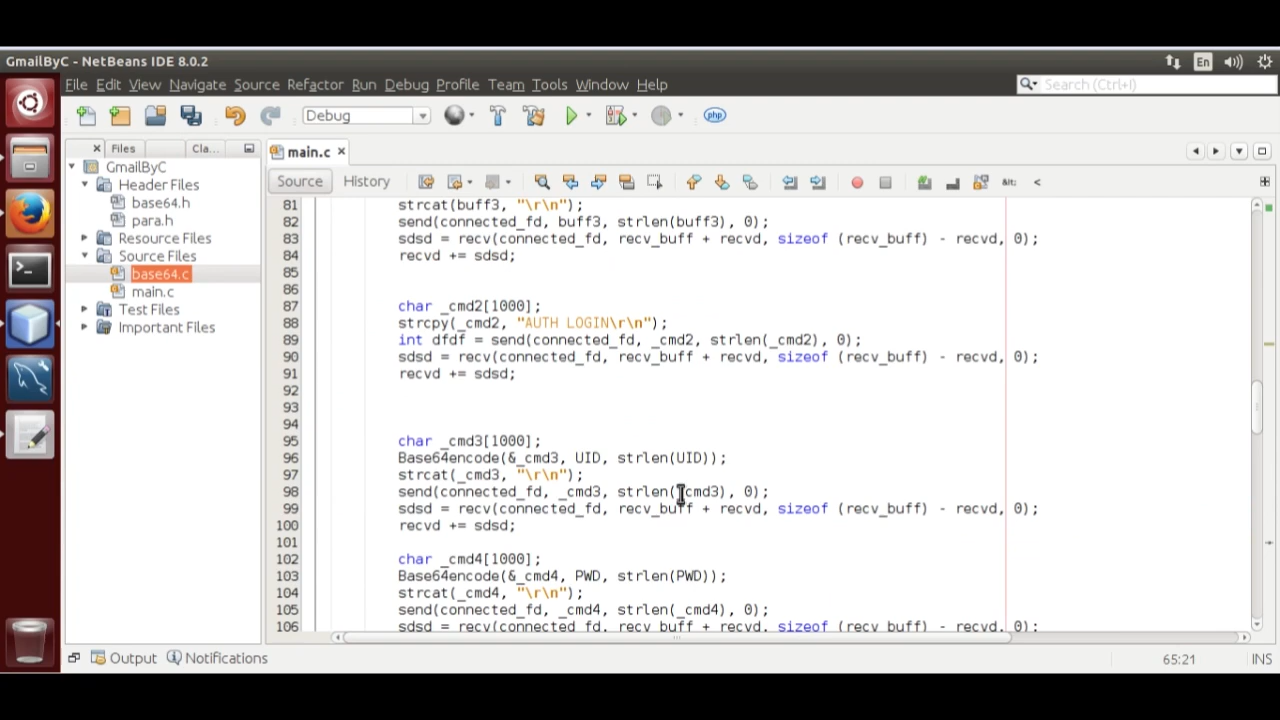 GmailByC - NetBeans IDE 8.0.2
En
File Edit View Navigate Source Refactor Run Debug Profile Team Tools Window Help
Search (Ctrl+I)
Debug
php
Files
Cla...
main.c
GmailByC
Header Files
base64.h
para.h
Resource Files
Source Files
base64.c
main.c
Test Files
Important Files
Source
History
81 strcat(buff3, "\r\n");
82 send(connected_fd, buff3, strlen(buff3), 0);
83 sdsd = recv(connected_fd, recv_buff + recvd, sizeof (recv_buff) - recvd, 0);
84 recvd += sdsd;
85
86
87 char _cmd2[1000];
88 strcpy(_cmd2, "AUTH LOGIN\r\n");
89 int dfdf = send(connected_fd, _cmd2, strlen(_cmd2), 0);
90 sdsd = recv(connected_fd, recv_buff + recvd, sizeof (recv_buff) - recvd, 0);
91 recvd += sdsd;
92
93
94
95 char _cmd3[1000];
96 Base64encode(&_cmd3, UID, strlen(UID));
97 strcat(_cmd3, "\r\n");
98 send(connected_fd, _cmd3, strlen(_cmd3), 0);
99 sdsd = recv(connected_fd, recv_buff + recvd, sizeof (recv_buff) - recvd, 0);
100 recvd += sdsd;
101
102 char _cmd4[1000];
103 Base64encode(&_cmd4, PWD, strlen(PWD));
104 strcat(_cmd4, "\r\n");
105 send(connected_fd, _cmd4, strlen(_cmd4), 0);
106 sdsd = recv(connected_fd, recv_buff + recvd, sizeof (recv_buff) - recvd, 0);
Output
Notifications
65:21
INS